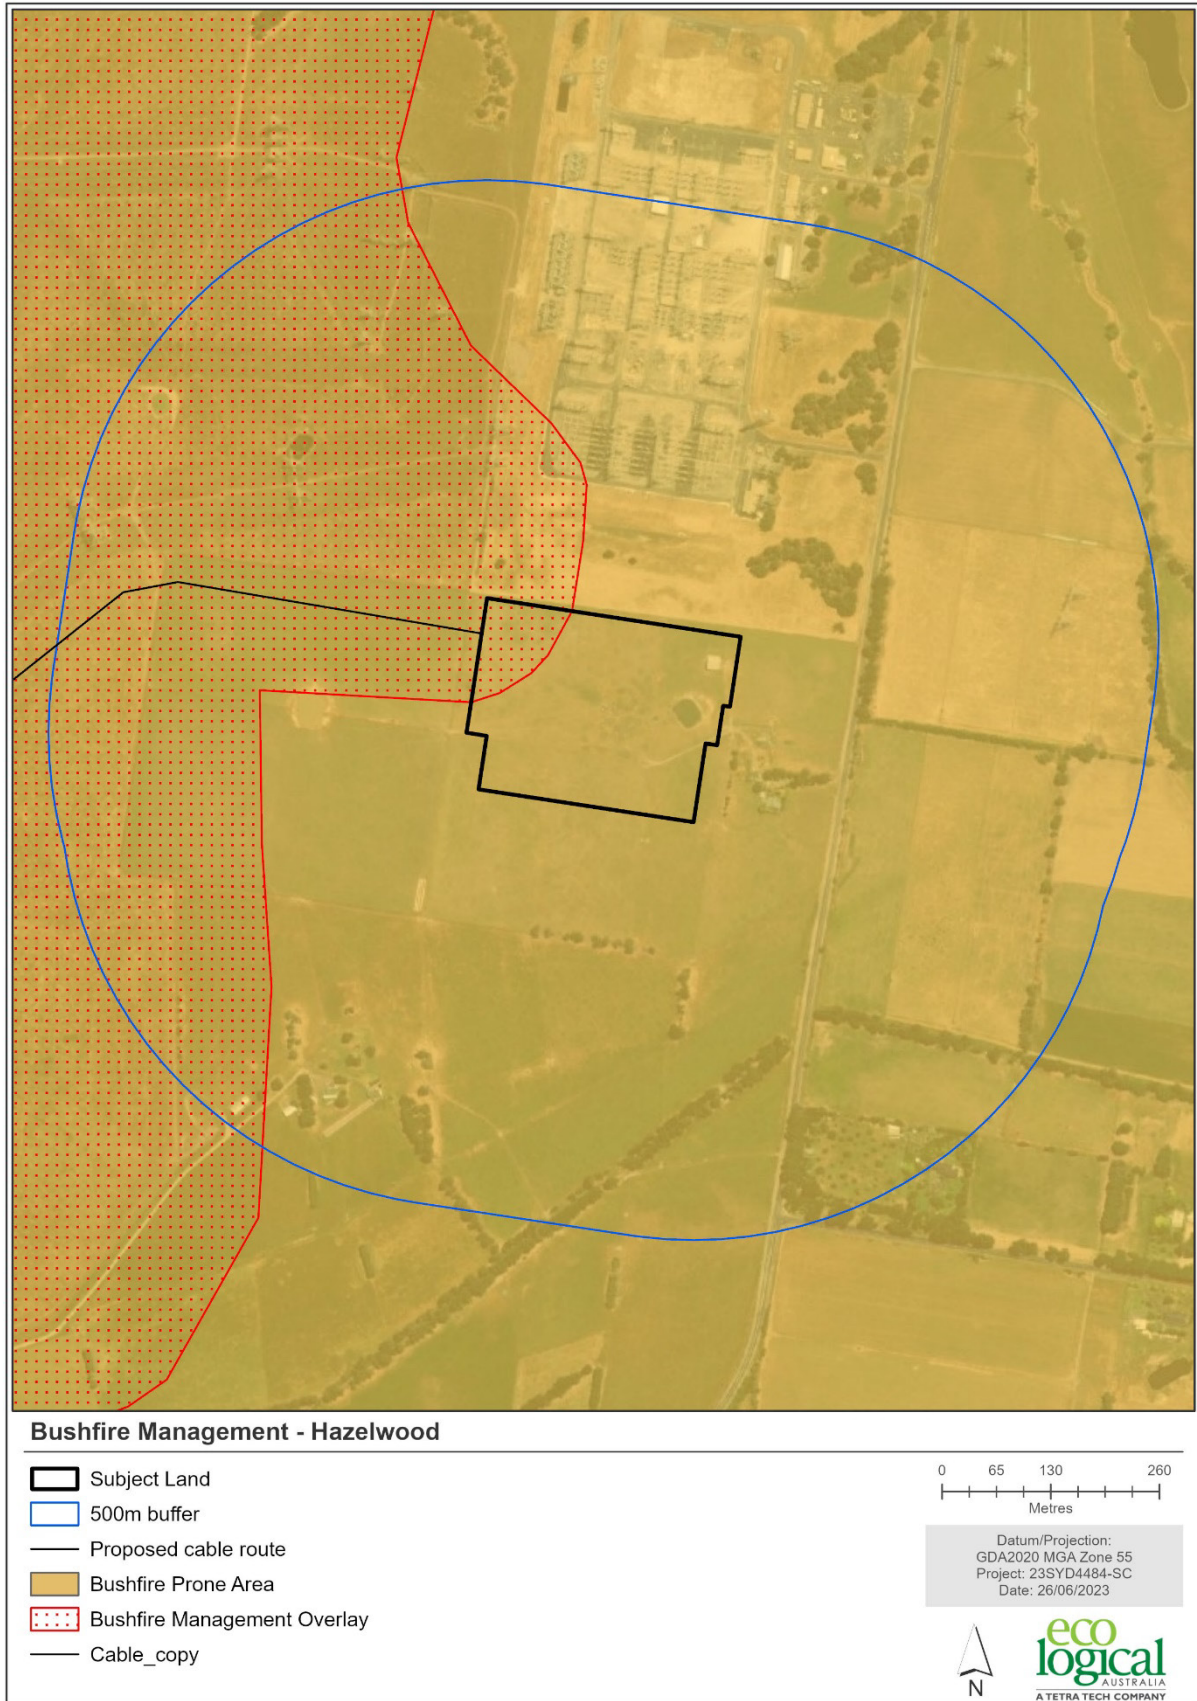 Bushfire Management - Hazelwood
Subject Land
500m buffer
Proposed cable route
Bushfire Prone Area
Bushfire Management Overlay
Cable_copy
0 65 130 260
Metres
Datum/Projection:
GDA2020 MGA Zone 55
Project: 23SYD4484-SC
Date: 26/06/2023
N
eco
logical
AUSTRALIA
A TETRA TECH COMPANY